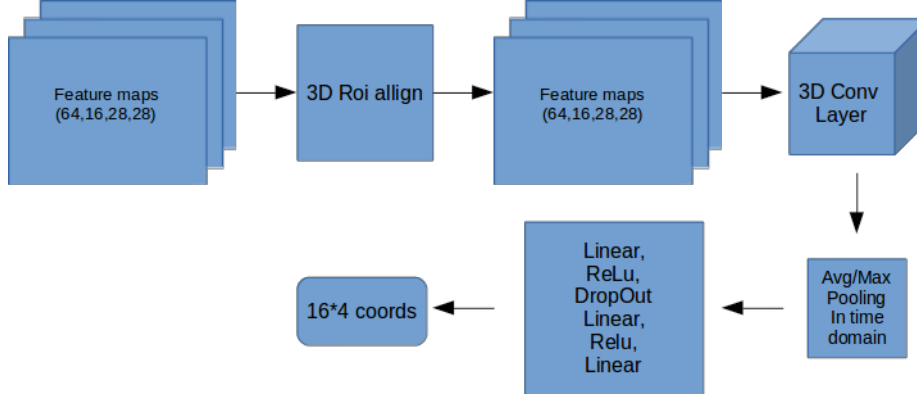 Feature maps
(64,16,28,28)
3D Roi allign
Feature maps
(64,16,28,28)
3D Conv
Layer
Avg/Max
Pooling
In time
domain
Linear,
ReLu,
DropOut
Linear,
Relu,
Linear
16*4 coords